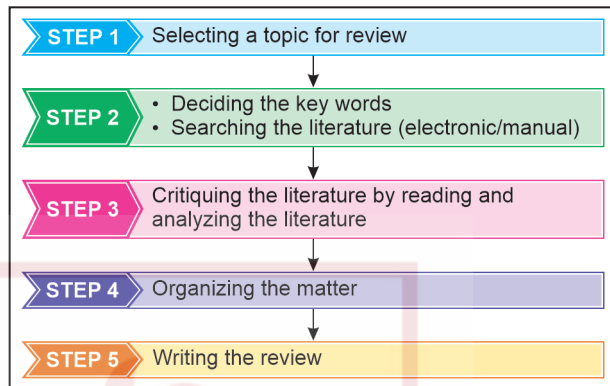 STEP 1 Selecting a topic for review
STEP 2
• Deciding the key words
• Searching the literature (electronic/manual)
STEP 3
Critiquing the literature by reading and
analyzing the literature
STEP 4 Organizing the matter
STEP 5 Writing the review